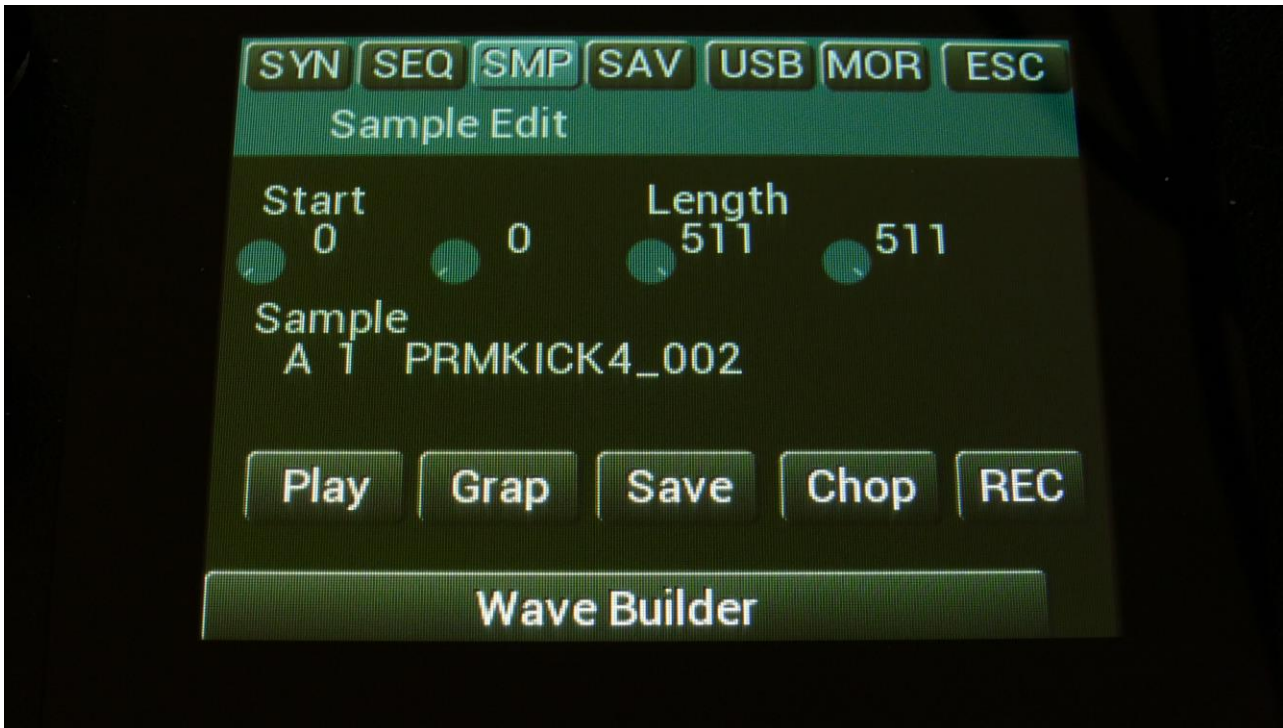 SYN SEQ SMP SAV USB MOR ESC
Sample Edit
Start Length
0 0 511 511
Sample
A 1 PRMKICK4_002
Play Grap Save Chop REC
Wave Builder